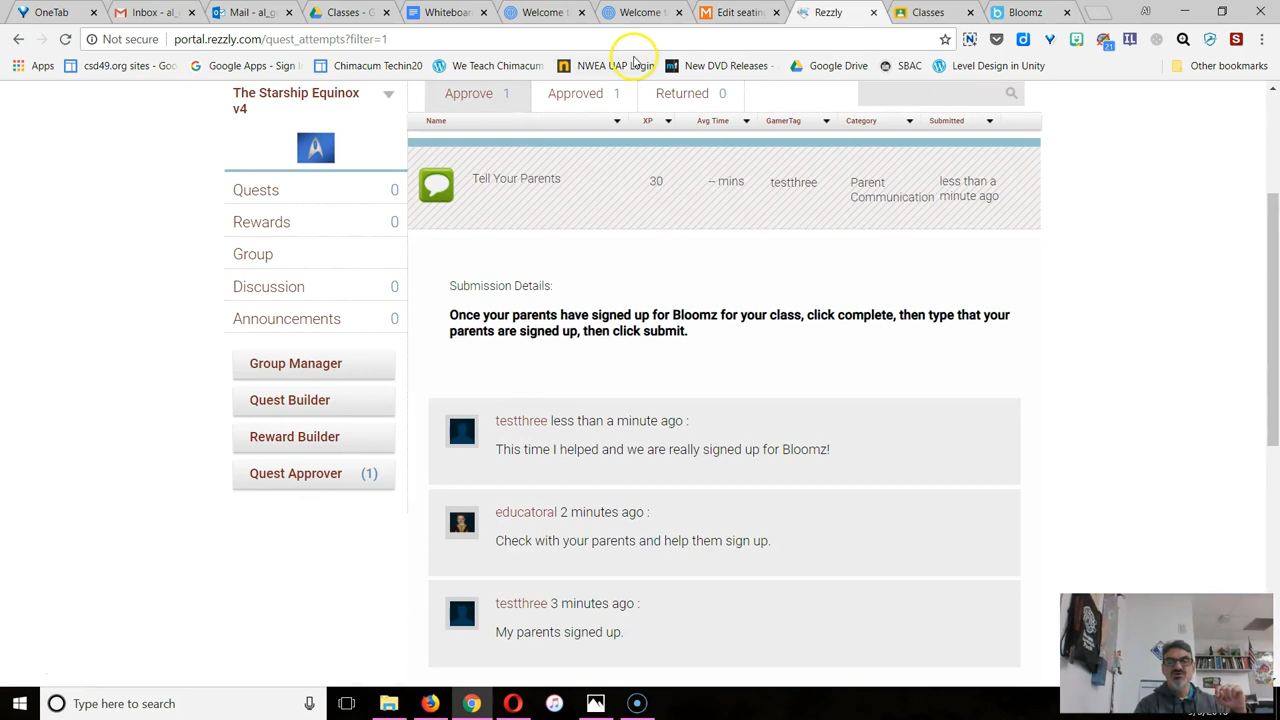 OneTab
Inbox - al_g
Mail - al_g
Classes - G
Whiteboard
Welcome to
Welcome to
Edit seating
Rezzly
Classes
Bloomz
Al
Not secure portal.rezzly.com/quest_attempts?filter=1
21
Apps
csd49.org sites - Goo
Google Apps - Sign i
Chimacum Techin20
We Teach Chimacum
NWEA UAP Login
New DVD Releases -
Google Drive
SBAC
Level Design in Unity
Other bookmarks
The Starship Equinox
v4
Quests 0
Rewards 0
Group
Discussion 0
Announcements 0
Group Manager
Quest Builder
Reward Builder
Quest Approver (1)
Approve 1
Approved 1
Returned 0
Name XP Avg Time GamerTag Category Submitted
Tell Your Parents 30 -- mins testthree Parent Communication less than a minute ago
Submission Details:
Once your parents have signed up for Bloomz for your class, click complete, then type that your
parents are signed up, then click submit.
testthree less than a minute ago :
This time I helped and we are really signed up for Bloomz!
educatoral 2 minutes ago :
Check with your parents and help them sign up.
testthree 3 minutes ago :
My parents signed up.
Type here to search